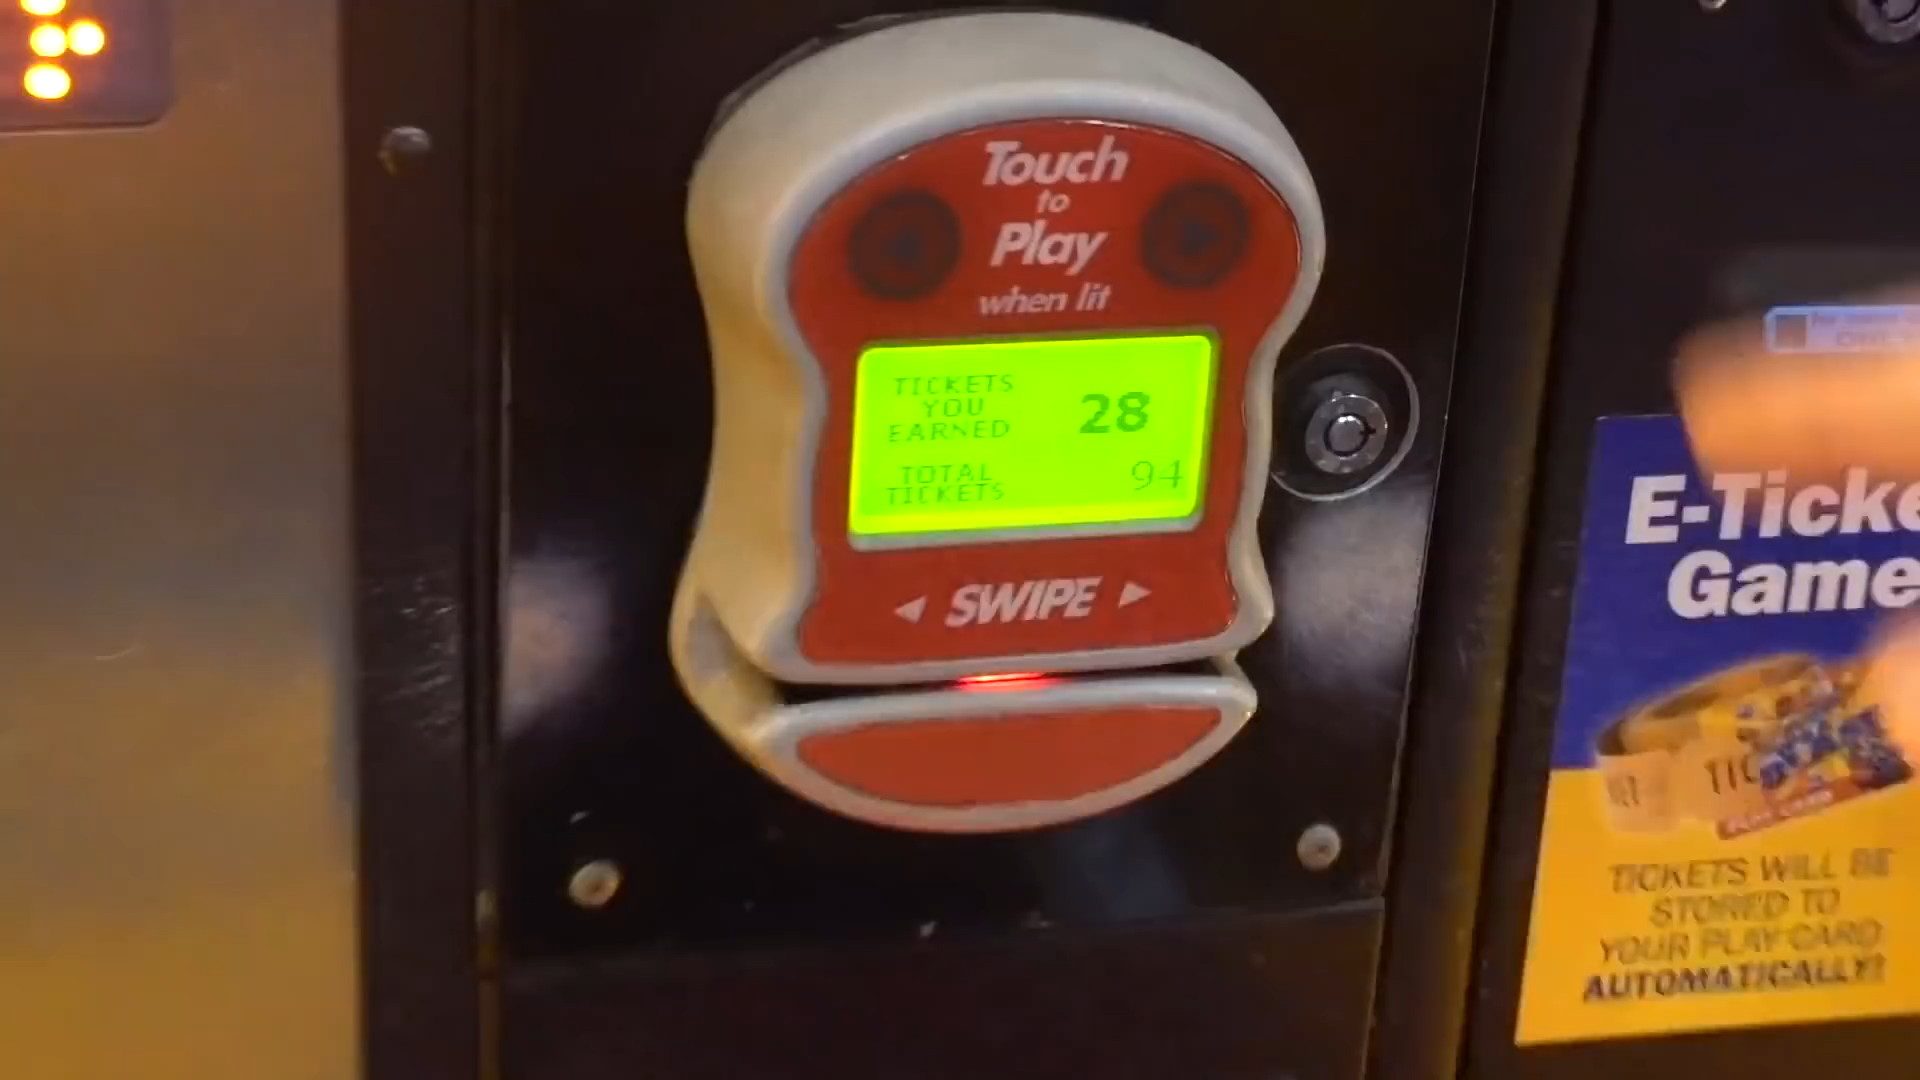 Touch
to
Play
when lit
TICKETS
YOU
EARNED
28
TOTAL
TICKETS
94
SWIPE
E-Ticke
Game
TICKETS WILL BE
STORED TO
YOUR PLAY CARD
AUTOMATICALLY!